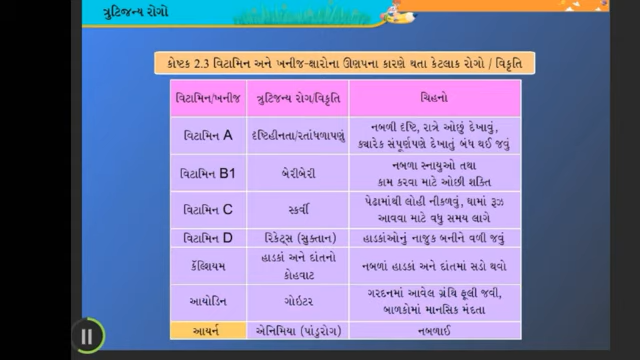 ત્રુટિજન્ય રોગો
કોષ્ટક 2.3 વિટામિન અને ખનીજ-ક્ષારોના ઊણપના કારણે થતા કેટલાક રોગો / વિકૃતિ
વિટામિન/ખનીજ ત્રુટિજન્ય રોગ/વિકૃતિ ચિહનો
વિટામિન A દષ્ટિહીનતા/રતાંધળાપણું નબળી દષ્ટિ, રાત્રે ઓછું દેખાવું,
ક્યારેક સંપૂર્ણપણે દેખાતું બંધ થઈ જવું
વિટામિન B1 બેરીબેરી નબળા સ્નાયુઓ તથા
કામ કરવા માટે ઓછી શક્તિ
વિટામિન C સ્કર્વી પેઢામાંથી લોહી નીકળવું, ઘામાં રૂઝ
આવવા માટે વધુ સમય લાગે
વિટામિન D રિકેટ્સ (સુક્તાન) હાડકાંઓનું નાજુક બનીને વળી જવું
કૅલ્શિયમ હાડકાં અને દાંતનો
કોહવાટ નબળાં હાડકાં અને દાંતમાં સડો થવો
આયોડિન ગોઇટર ગરદનમાં આવેલ ગ્રંથિ ફૂલી જવી,
બાળકોમાં માનસિક મંદતા
આયર્ન એનિમિયા (પાંડુરોગ) નબળાઈ